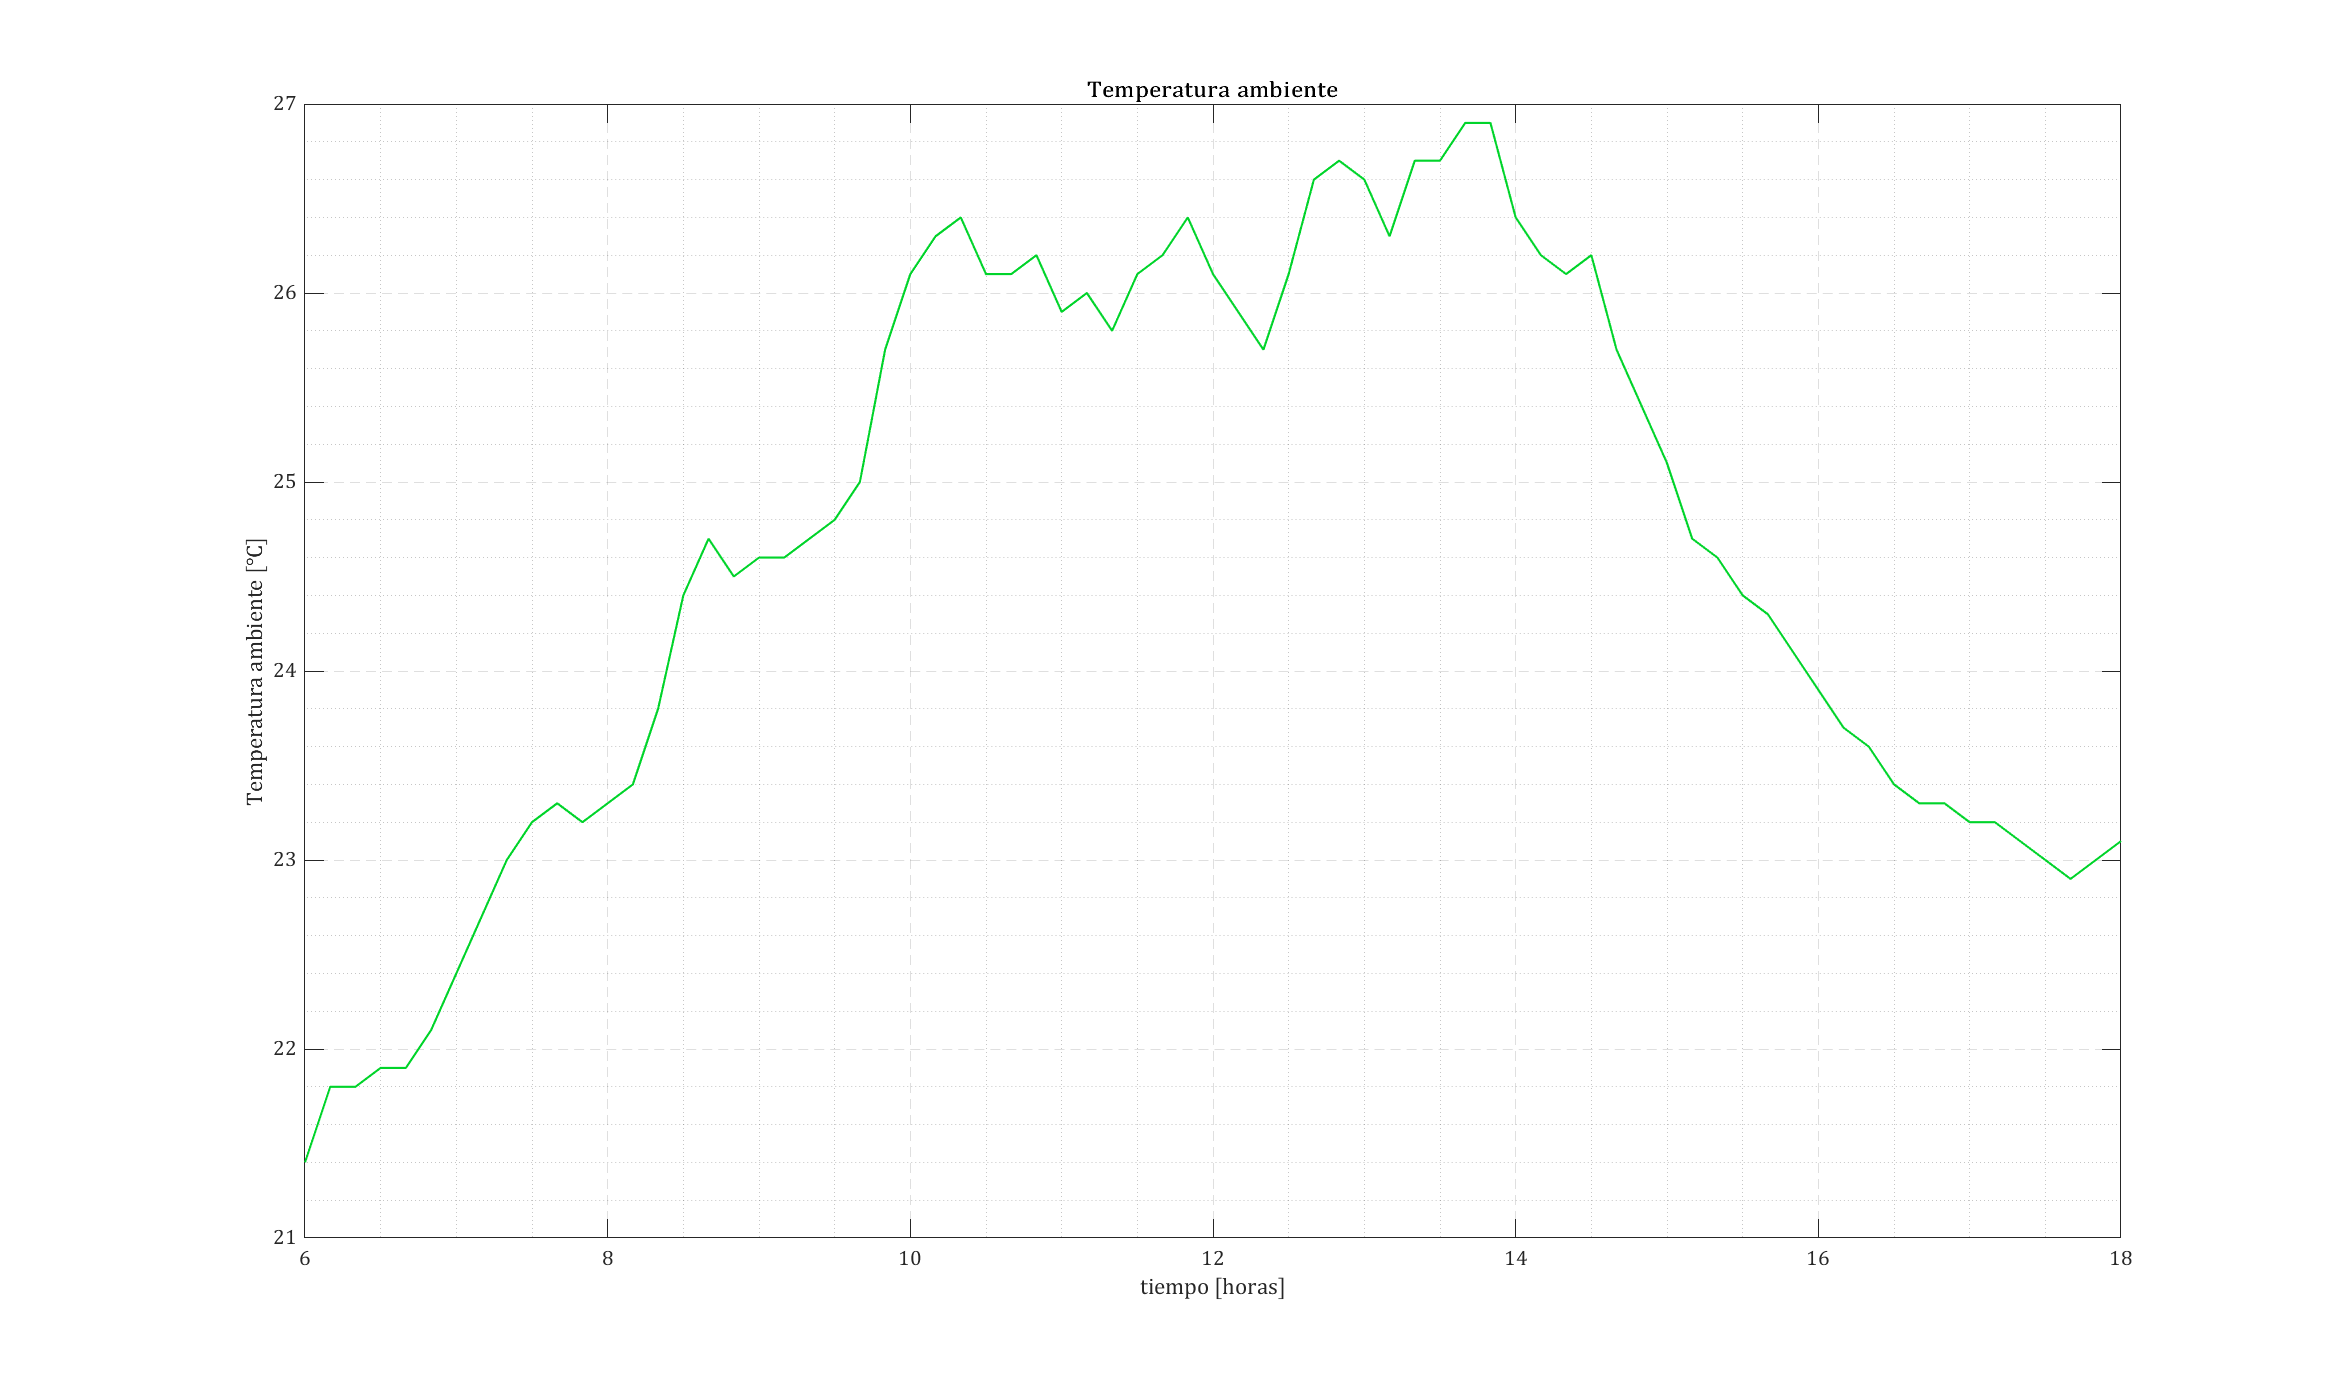 Temperatura ambiente
27
26
25
24
23
22
21
Temperatura ambiente [°C]
6 8 10 12 14 16 18
tiempo [horas]